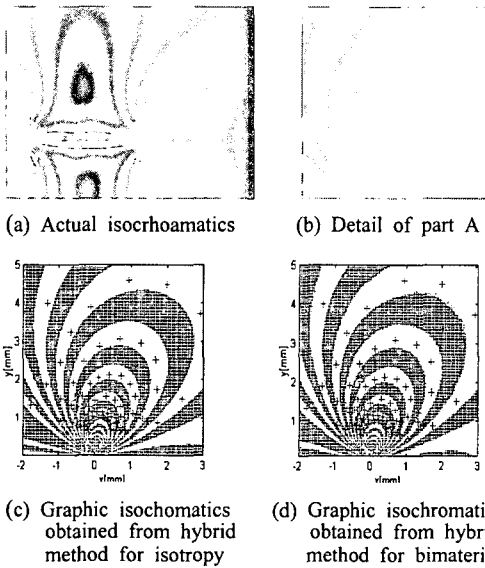 (a) Actual isocrhoamatics
(b) Detail of part A
5
4
3
2
1
y[mm]
-2 -1 0 1 2 3
y[mm]
5
4
3
2
1
y[mm]
-2 -1 0 1 2 3
y[mm]
(c) Graphic isochomatics
obtained from hybrid
method for isotropy
(d) Graphic isochromati
obtained from hybr
method for bimateri